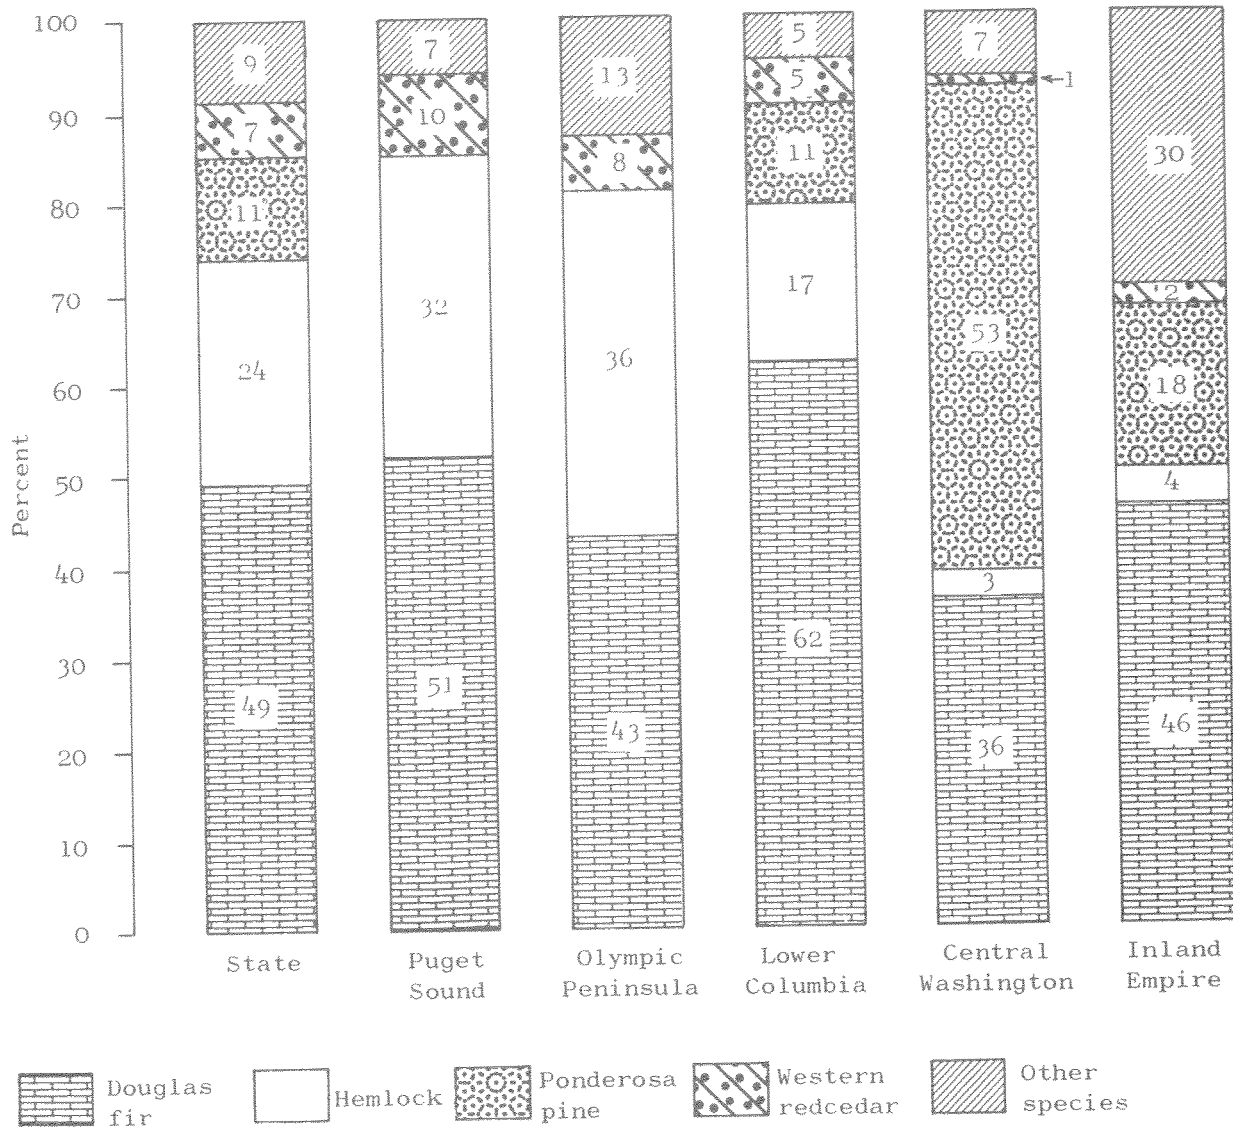 100
90
80
70
60
50
40
30
20
10
0
Percent
9
7
11
24
49
7
10
32
51
13
8
36
43
5
5
11
17
62
7
1
53
3
36
30
2
18
4
46
State
Puget
Sound
Olympic
Peninsula
Lower
Columbia
Central
Washington
Inland
Empire
Douglas
fir
Hemlock
Ponderosa
pine
Western
redcedar
Other
species